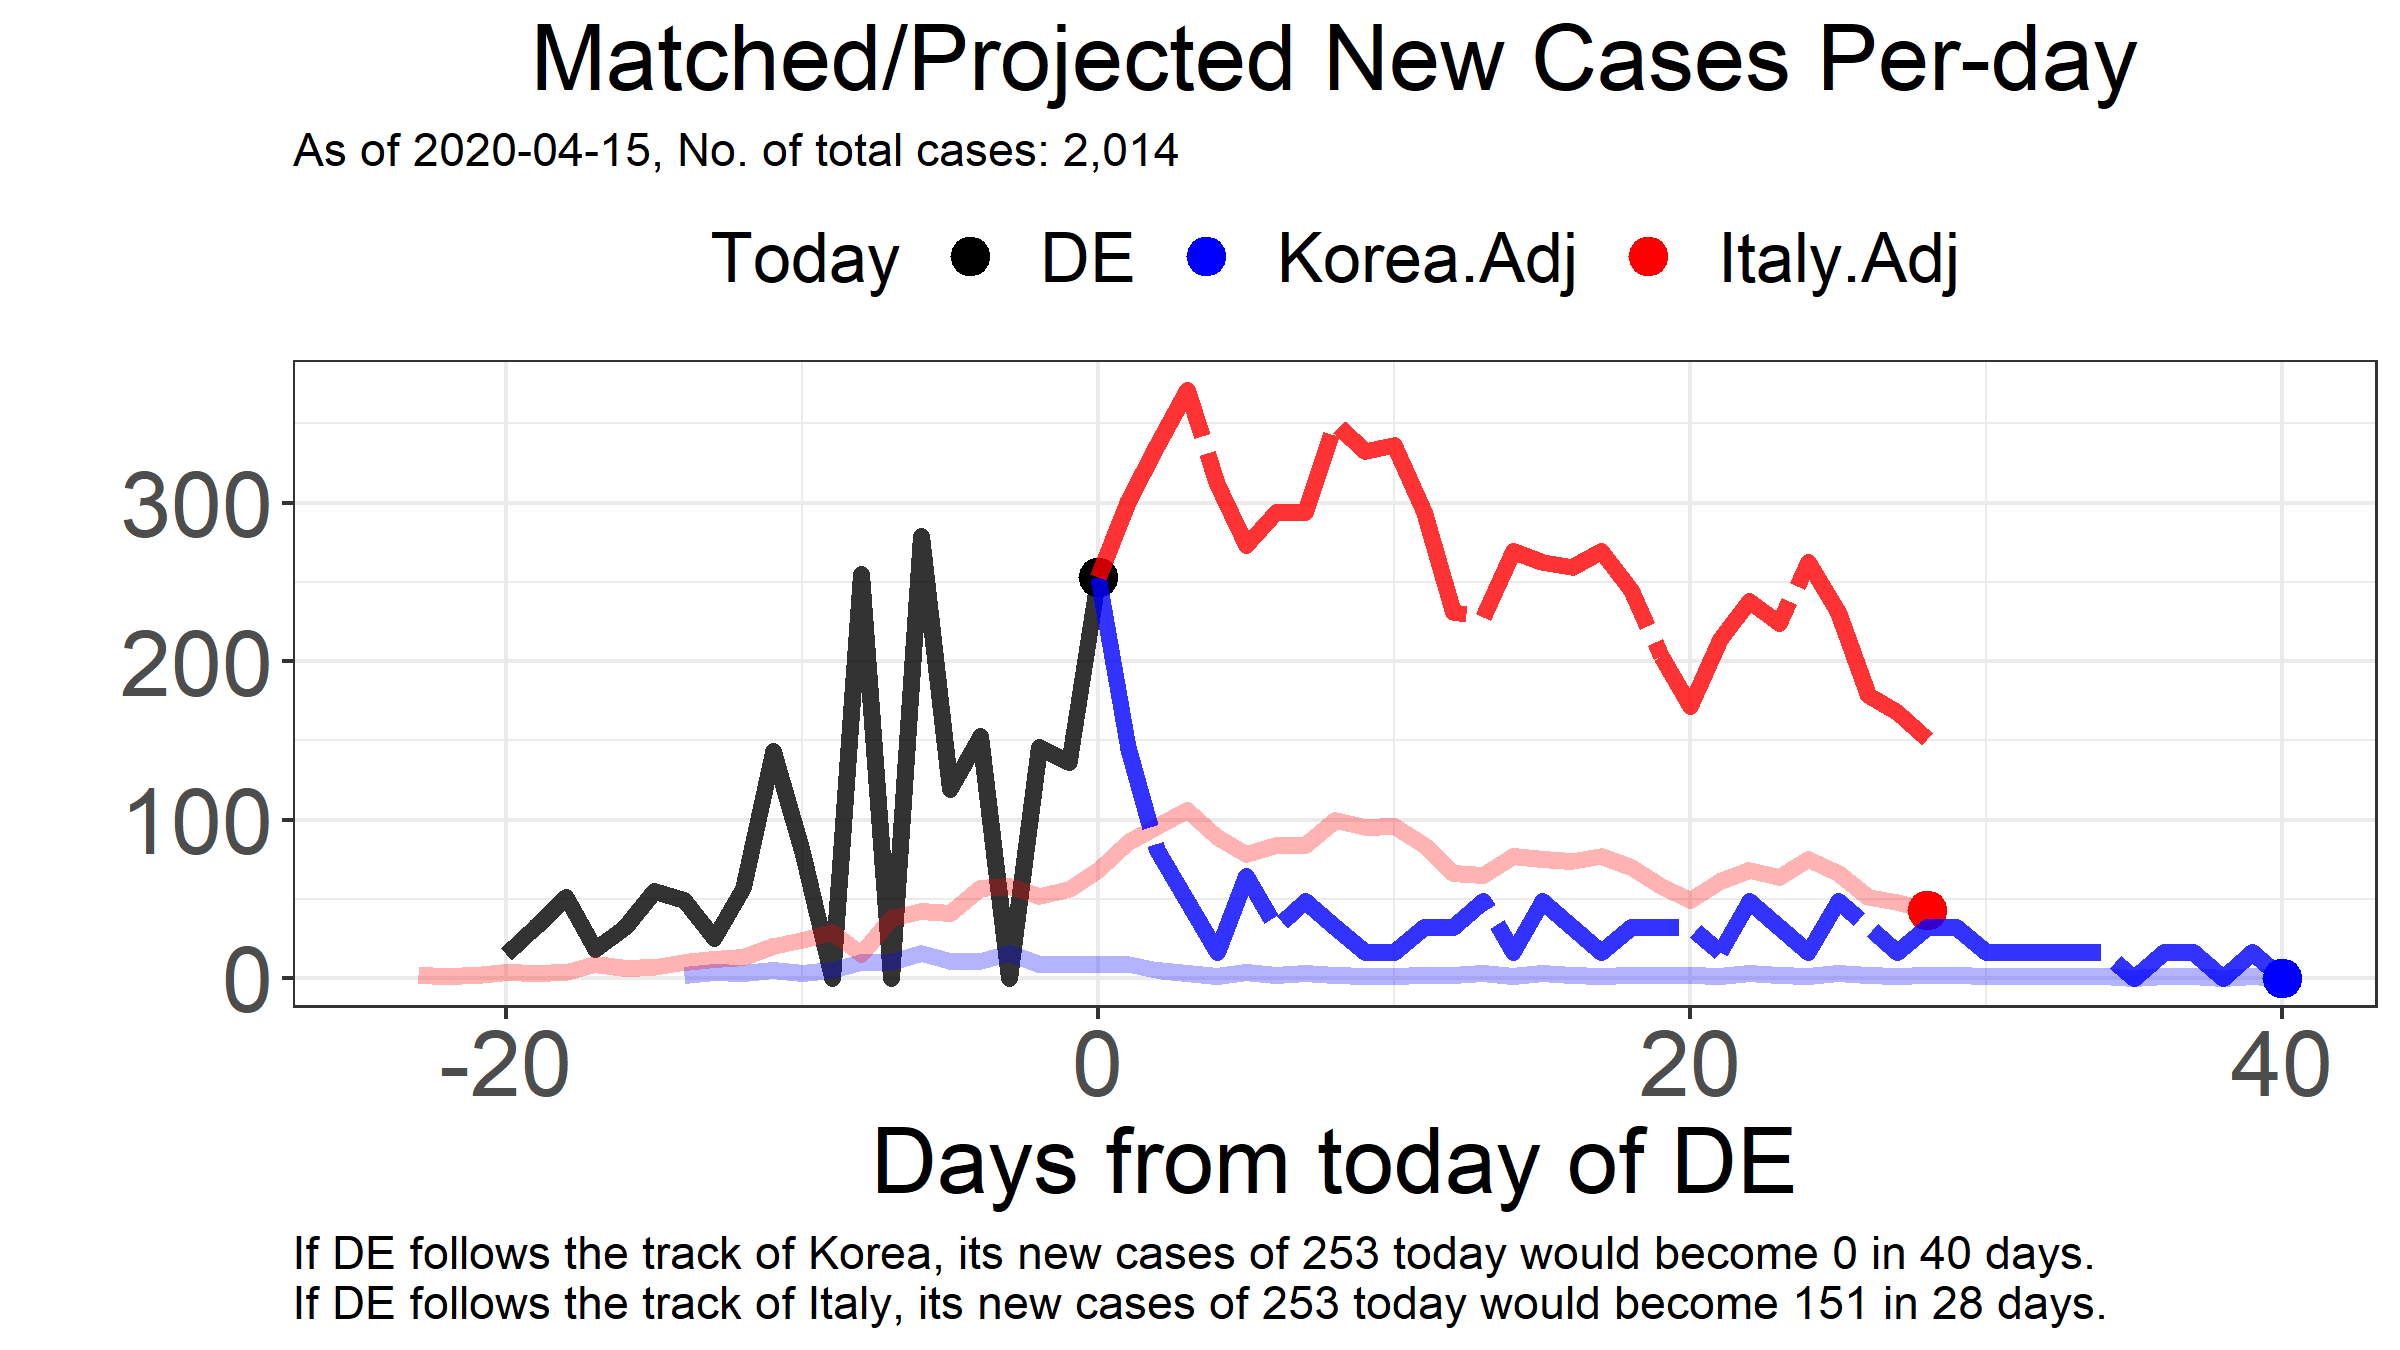 Matched/Projected New Cases Per-day
As of 2020-04-15, No. of total cases: 2,014
Today DE Korea.Adj Italy.Adj
300
200
100
0
-20 0 20 40
Days from today of DE
If DE follows the track of Korea, its new cases of 253 today would become 0 in 40 days.
If DE follows the track of Italy, its new cases of 253 today would become 151 in 28 days.